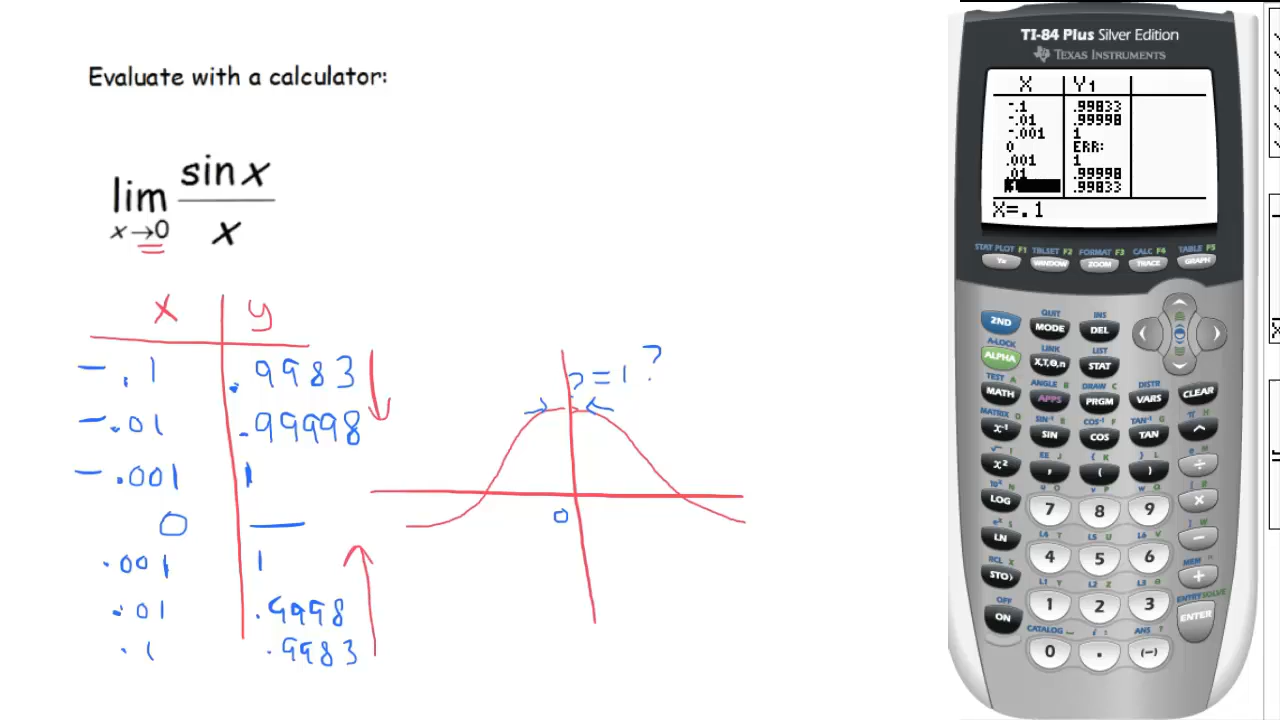 Evaluate with a calculator:
lim sin x
x→0 x
x y
-.1 .9983
-.01 .99998
-.001 1
0 —
.001 1
.01 .9998
.1 .9983
? = 1 ?
0
TI-84 Plus Silver Edition
TEXAS INSTRUMENTS
X Y1
-.1 .99833
-.01 .99998
-.001 1
0 ERR:
.001 1
.01 .99998
.99833
X=.1
STAT PLOT F1 TBLSET F2 FORMAT F3 CALC F4 TABLE F5
Y= WINDOW ZOOM TRACE GRAPH
QUIT INS
2ND MODE DEL
A-LOCK LINK LIST
ALPHA X,T,Θ,n STAT
TEST A ANGLE B DRAW C DISTR
MATH APPS PRGM VARS CLEAR
MATRIX D SIN⁻¹ E COS⁻¹ F TAN⁻¹ G π H
x⁻¹ SIN COS TAN ^
√ I EE J { K } L e M
x² , ( ) ÷
10ˣ N u O v P w Q [ R
LOG 7 8 9 ×
eˣ S L4 T L5 U L6 V ] W
LN 4 5 6 −
RCL X L1 Y L2 Z L3 θ MEM "
STO› 1 2 3 +
OFF CATALOG i : ANS ? ENTRY SOLVE
ON 0 . (−) ENTER